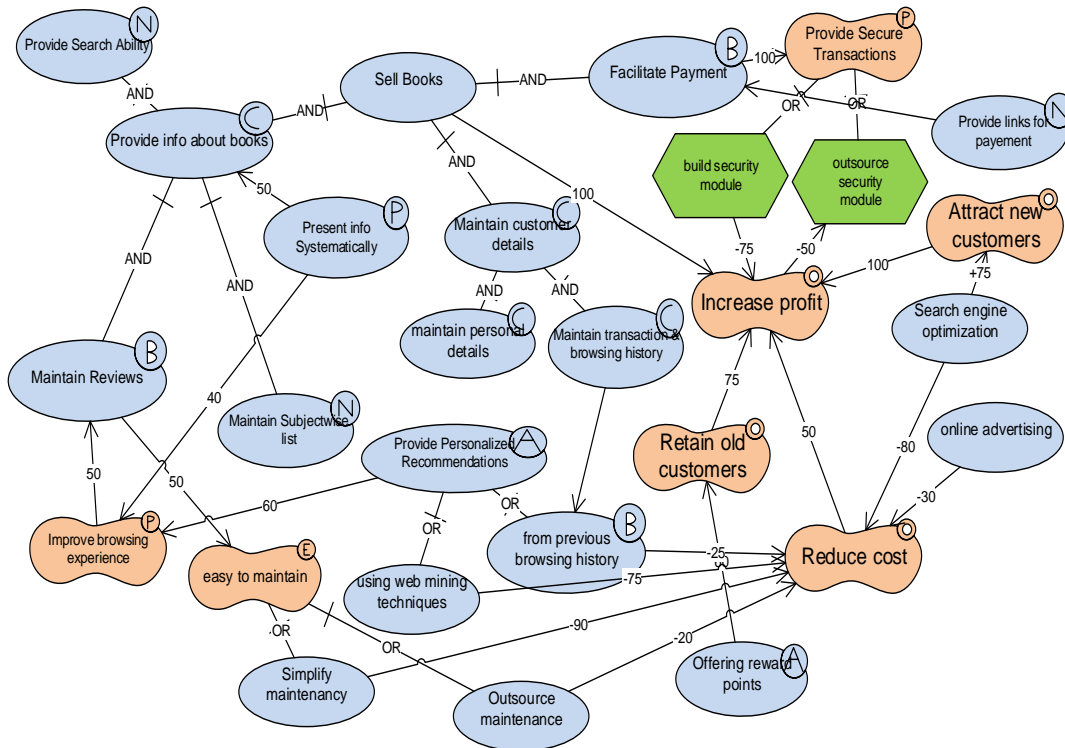 N
Provide Search Ability
AND
C
Provide info about books
AND
Sell Books
AND
B
Facilitate Payment
100
P
Provide Secure
Transactions
OR
OR
N
Provide links for
payement
build security
module
outsource
security
module
-75
-50
O
Attract new
customers
100
+75
50
P
Present info
Systematically
AND
C
Maintain customer
details
100
AND
AND
O
Increase profit
Search engine
optimization
AND
AND
C
maintain personal
details
C
Maintain transaction &
browsing history
B
Maintain Reviews
40
N
Maintain Subjectwise
list
A
Provide Personalized
Recommendations
75
O
Retain old
customers
50
-80
online advertising
-30
50
50
60
OR
OR
P
Improve browsing
experience
E
easy to maintain
B
from previous
browsing history
-25
-75
O
Reduce cost
using web mining
techniques
OR
OR
-90
-20
Simplify
maintenancy
Outsource
maintenance
A
Offering reward
points